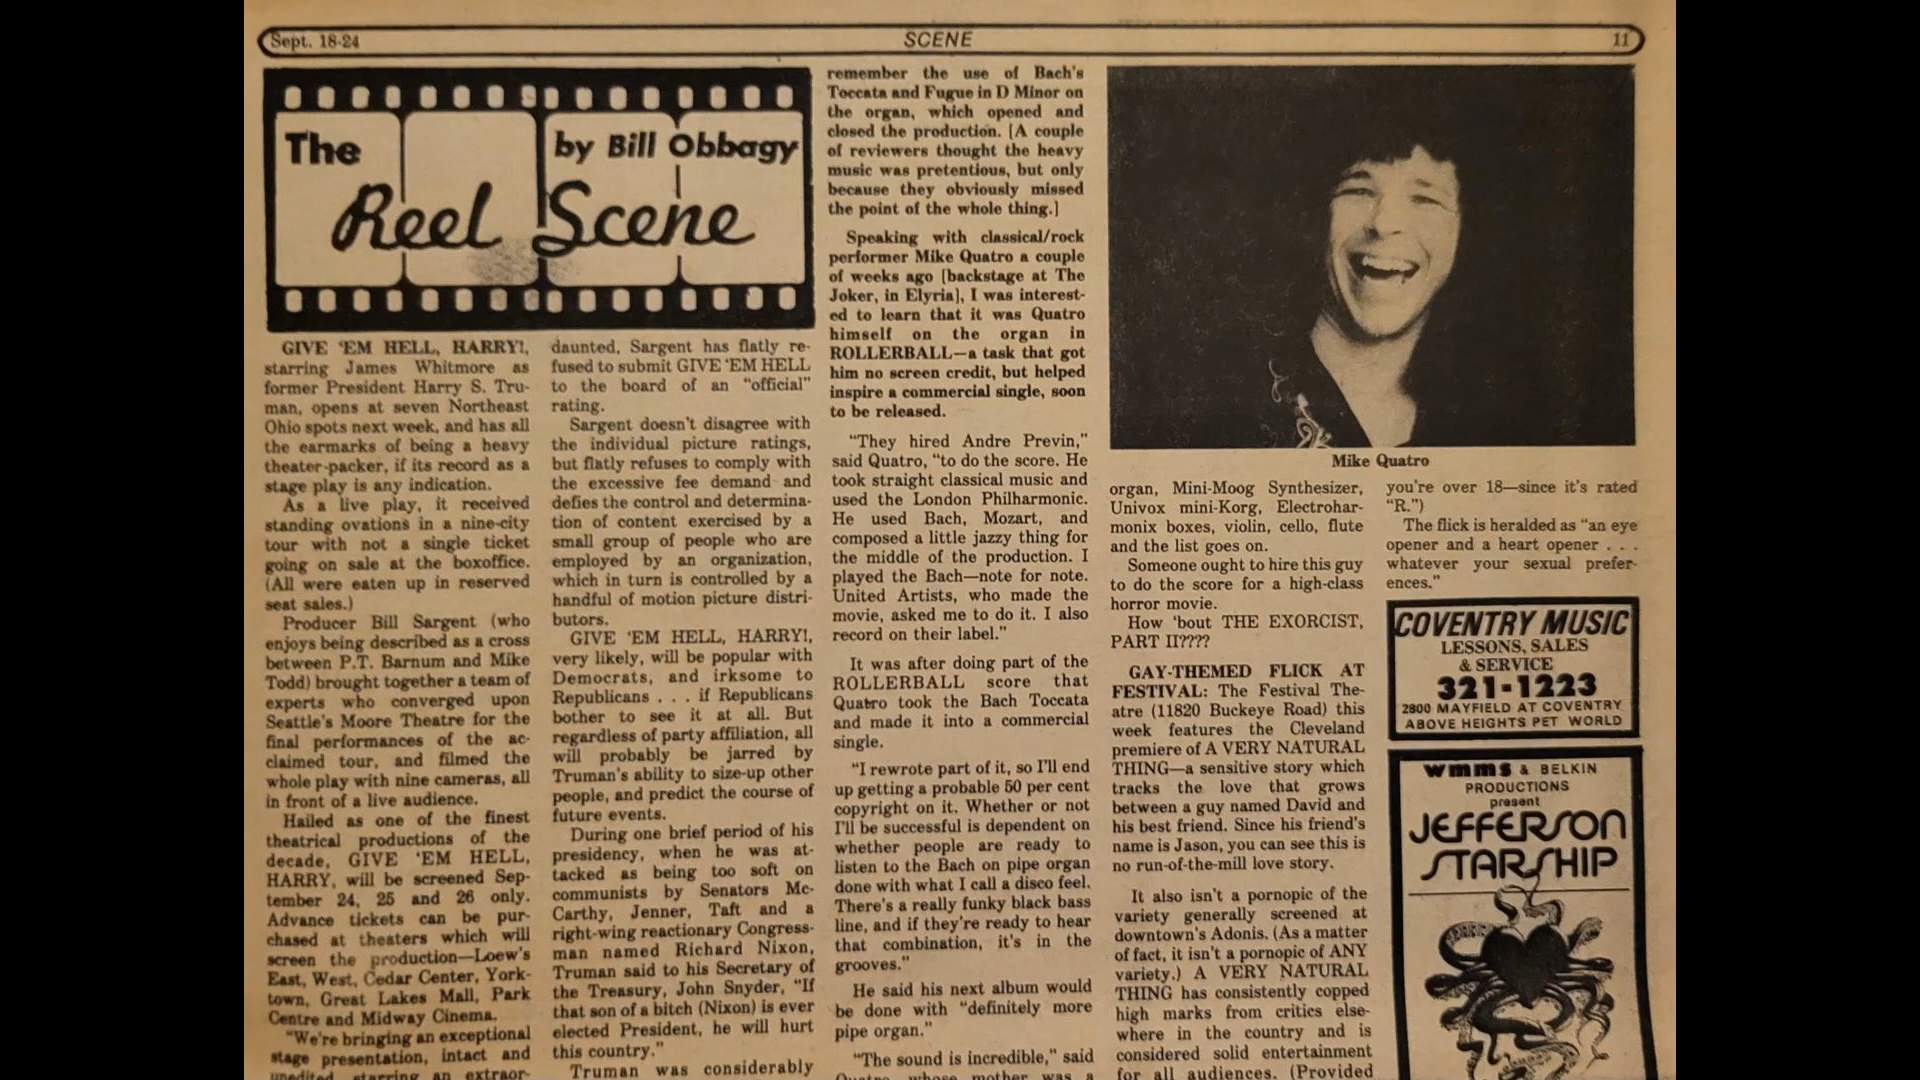 Sept. 18-24
SCENE
11
The
by Bill Obbagy
Reel Scene
GIVE 'EM HELL, HARRY!,
starring James Whitmore as
former President Harry S. Tru-
man, opens at seven Northeast
Ohio spots next week, and has all
the earmarks of being a heavy
theater-packer, if its record as a
stage play is any indication.
As a live play, it received
standing ovations in a nine-city
tour with not a single ticket
going on sale at the boxoffice.
(All were eaten up in reserved
seat sales.)
Producer Bill Sargent (who
enjoys being described as a cross
between P.T. Barnum and Mike
Todd) brought together a team of
experts who converged upon
Seattle's Moore Theatre for the
final performances of the ac-
claimed tour, and filmed the
whole play with nine cameras, all
in front of a live audience.
Hailed as one of the finest
theatrical productions of the
decade, GIVE 'EM HELL,
HARRY, will be screened Sep-
tember 24, 25 and 26 only.
Advance tickets can be pur-
chased at theaters which will
screen the production—Loew's
East, West, Cedar Center, York-
town, Great Lakes Mall, Park
Centre and Midway Cinema.
"We're bringing an exceptional
stage presentation, intact and
unedited, starring an extraor-
daunted, Sargent has flatly re-
fused to submit GIVE 'EM HELL
to the board of an "official"
rating.
Sargent doesn't disagree with
the individual picture ratings,
but flatly refuses to comply with
the excessive fee demand and
defies the control and determina-
tion of content exercised by a
small group of people who are
employed by an organization,
which in turn is controlled by a
handful of motion picture distri-
butors.
GIVE 'EM HELL, HARRY!,
very likely, will be popular with
Democrats, and irksome to
Republicans . . . if Republicans
bother to see it at all. But
regardless of party affiliation, all
will probably be jarred by
Truman's ability to size-up other
people, and predict the course of
future events.
During one brief period of his
presidency, when he was at-
tacked as being too soft on
communists by Senators Mc-
Carthy, Jenner, Taft and a
right-wing reactionary Congress-
man named Richard Nixon,
Truman said to his Secretary of
the Treasury, John Snyder, "If
that son of a bitch (Nixon) is ever
elected President, he will hurt
this country."
Truman was considerably
remember the use of Bach's
Toccata and Fugue in D Minor on
the organ, which opened and
closed the production. [A couple
of reviewers thought the heavy
music was pretentious, but only
because they obviously missed
the point of the whole thing.]
Speaking with classical/rock
performer Mike Quatro a couple
of weeks ago [backstage at The
Joker, in Elyria], I was interest-
ed to learn that it was Quatro
himself on the organ in
ROLLERBALL—a task that got
him no screen credit, but helped
inspire a commercial single, soon
to be released.
"They hired Andre Previn,"
said Quatro, "to do the score. He
took straight classical music and
used the London Philharmonic.
He used Bach, Mozart, and
composed a little jazzy thing for
the middle of the production. I
played the Bach—note for note.
United Artists, who made the
movie, asked me to do it. I also
record on their label."
It was after doing part of the
ROLLERBALL score that
Quatro took the Bach Toccata
and made it into a commercial
single.
"I rewrote part of it, so I'll end
up getting a probable 50 per cent
copyright on it. Whether or not
I'll be successful is dependent on
whether people are ready to
listen to the Bach on pipe organ
done with what I call a disco feel.
There's a really funky black bass
line, and if they're ready to hear
that combination, it's in the
grooves."
He said his next album would
be done with "definitely more
pipe organ."
"The sound is incredible," said
Quatro, whose mother was a
Mike Quatro
organ, Mini-Moog Synthesizer,
Univox mini-Korg, Electrohar-
monix boxes, violin, cello, flute
and the list goes on.
Someone ought to hire this guy
to do the score for a high-class
horror movie.
How 'bout THE EXORCIST,
PART II????
GAY-THEMED FLICK AT
FESTIVAL: The Festival The-
atre (11820 Buckeye Road) this
week features the Cleveland
premiere of A VERY NATURAL
THING—a sensitive story which
tracks the love that grows
between a guy named David and
his best friend. Since his friend's
name is Jason, you can see this is
no run-of-the-mill love story.
It also isn't a pornopic of the
variety generally screened at
downtown's Adonis. (As a matter
of fact, it isn't a pornopic of ANY
variety.) A VERY NATURAL
THING has consistently copped
high marks from critics else-
where in the country and is
considered solid entertainment
for all audiences. (Provided
you're over 18—since it's rated
"R.")
The flick is heralded as "an eye
opener and a heart opener . . .
whatever your sexual prefer-
ences."
COVENTRY MUSIC
LESSONS, SALES
& SERVICE
321-1223
2800 MAYFIELD AT COVENTRY
ABOVE HEIGHTS PET WORLD
wmms & BELKIN
PRODUCTIONS
present
JEFFERSON
STARSHIP